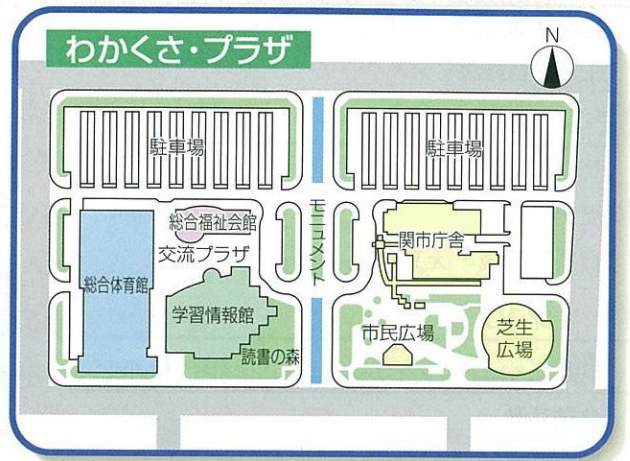 わかくさ・プラザ
N
駐車場
駐車場
総合福祉会館
交流プラザ
モニュメント
関市庁舎
総合体育館
学習情報館
読書の森
市民広場
芝生
広場